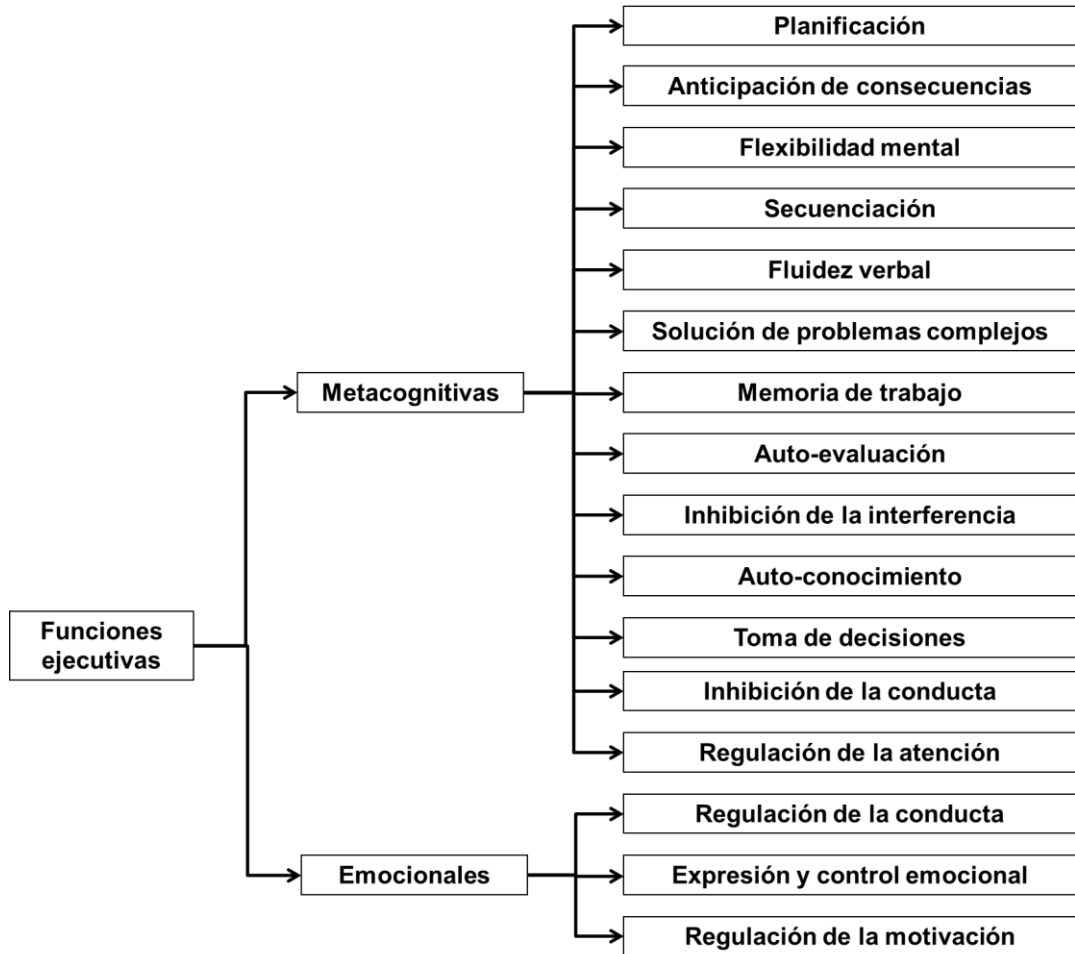 Planificación
Anticipación de consecuencias
Flexibilidad mental
Secuenciación
Fluidez verbal
Solución de problemas complejos
Metacognitivas
Memoria de trabajo
Auto-evaluación
Inhibición de la interferencia
Auto-conocimiento
Funciones
ejecutivas
Toma de decisiones
Inhibición de la conducta
Regulación de la atención
Regulación de la conducta
Emocionales
Expresión y control emocional
Regulación de la motivación